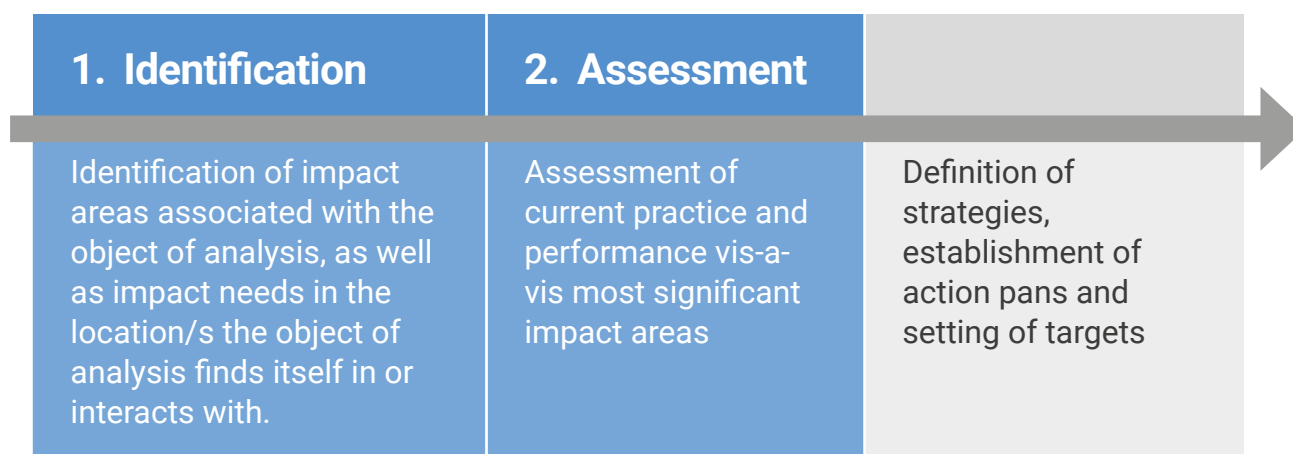 1. Identification
Identification of impact
areas associated with the
object of analysis, as well
as impact needs in the
location/s the object of
analysis finds itself in or
interacts with.
2. Assessment
Assessment of
current practice and
performance vis-a-
vis most significant
impact areas
Definition of
strategies,
establishment of
action pans and
setting of targets